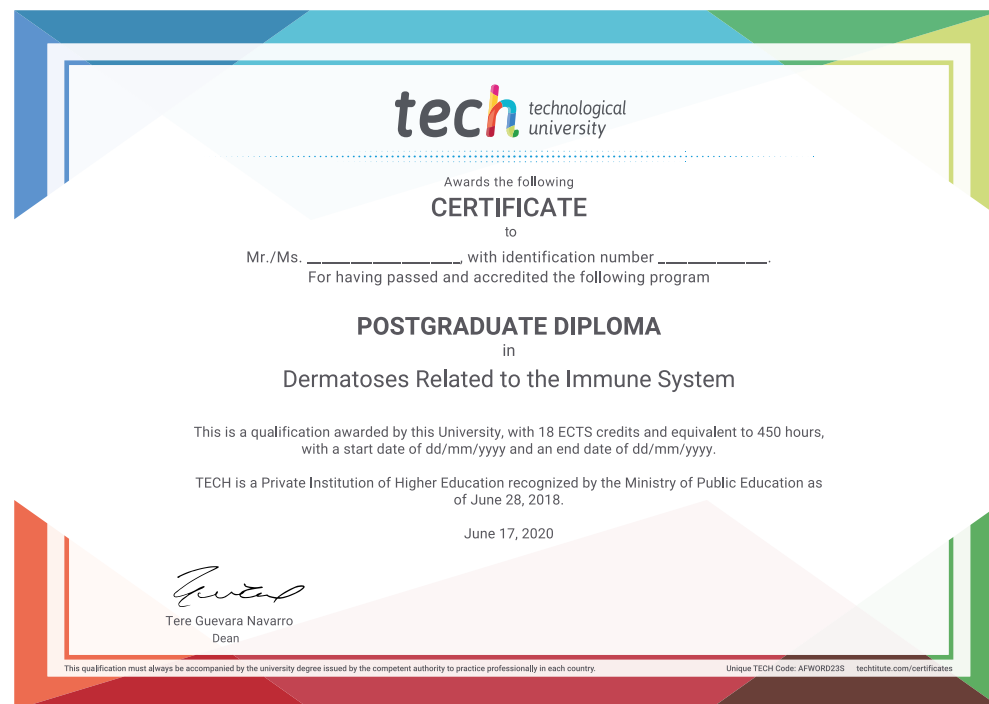 tech technological
university
Awards the following
CERTIFICATE
to
Mr./Ms. ____________________, with identification number ______________.
For having passed and accredited the following program
POSTGRADUATE DIPLOMA
in
Dermatoses Related to the Immune System
This is a qualification awarded by this University, with 18 ECTS credits and equivalent to 450 hours,
with a start date of dd/mm/yyyy and an end date of dd/mm/yyyy.
TECH is a Private Institution of Higher Education recognized by the Ministry of Public Education as
of June 28, 2018.
June 17, 2020
Tere Guevara Navarro
Dean
This qualification must always be accompanied by the university degree issued by the competent authority to practice professionally in each country.
Unique TECH Code: AFWORD23S techtitute.com/certificates